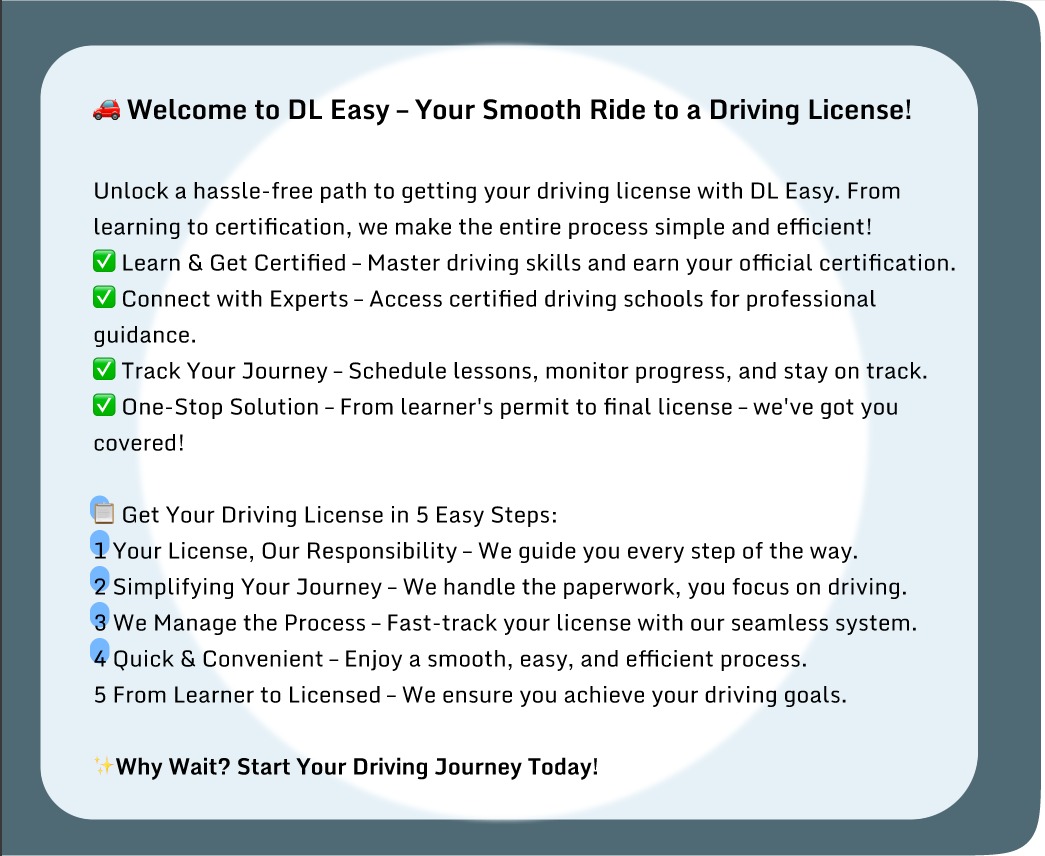 🚗 Welcome to DL Easy – Your Smooth Ride to a Driving License!
Unlock a hassle-free path to getting your driving license with DL Easy. From
learning to certification, we make the entire process simple and efficient!
✅ Learn & Get Certified – Master driving skills and earn your official certification.
✅ Connect with Experts – Access certified driving schools for professional
guidance.
✅ Track Your Journey – Schedule lessons, monitor progress, and stay on track.
✅ One-Stop Solution – From learner's permit to final license – we've got you
covered!
📋 Get Your Driving License in 5 Easy Steps:
1 Your License, Our Responsibility – We guide you every step of the way.
2 Simplifying Your Journey – We handle the paperwork, you focus on driving.
3 We Manage the Process – Fast-track your license with our seamless system.
4 Quick & Convenient – Enjoy a smooth, easy, and efficient process.
5 From Learner to Licensed – We ensure you achieve your driving goals.
✨Why Wait? Start Your Driving Journey Today!